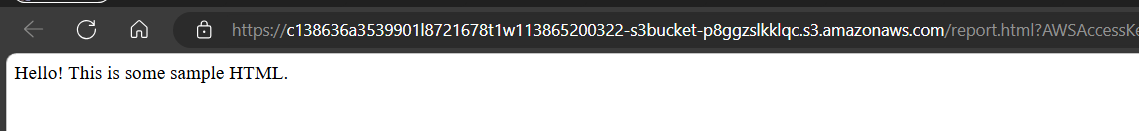 https://c138636a3539901l8721678t1w113865200322-s3bucket-p8ggzslkklqc.s3.amazonaws.com/report.html?AWSAccessKe
Hello! This is some sample HTML.